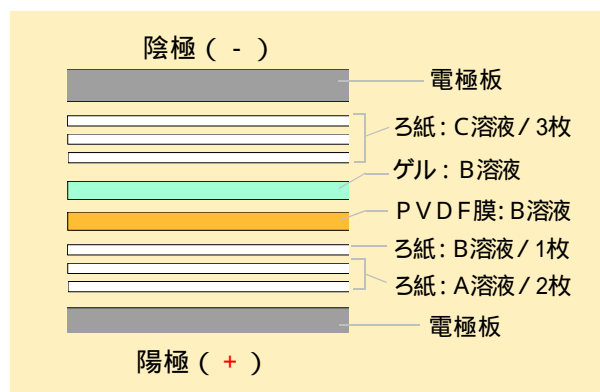 陰極 ( - )
電極板
ろ紙: C溶液 / 3枚
ゲル: B溶液
PVDF膜: B溶液
ろ紙: B溶液 / 1枚
ろ紙: A溶液 / 2枚
電極板
陽極 ( + )